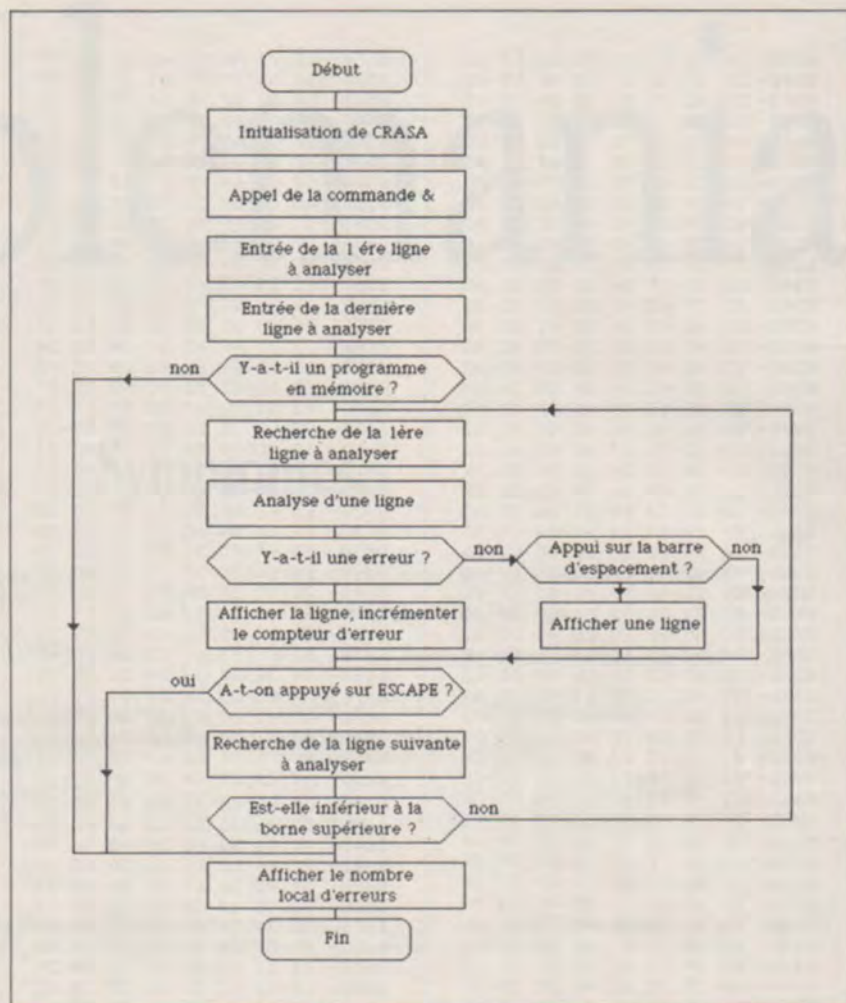 Début
Initialisation de CRASA
Appel de la commande &
Entrée de la 1 ére ligne
à analyser
Entrée de la dernière
ligne à analyser
non
Y-a-t-il un programme
en mémoire ?
Recherche de la 1ère
ligne à analyser
Analyse d'une ligne
Y-a-t-il une erreur ?
non
Appui sur la barre
d'espacement ?
non
Afficher la ligne, incrémenter
le compteur d'erreur
Afficher une ligne
oui
A-t-on appuyé sur ESCAPE ?
Recherche de la ligne suivante
à analyser
Est-elle inférieur à la
borne supérieure ?
non
Afficher le nombre
local d'erreurs
Fin